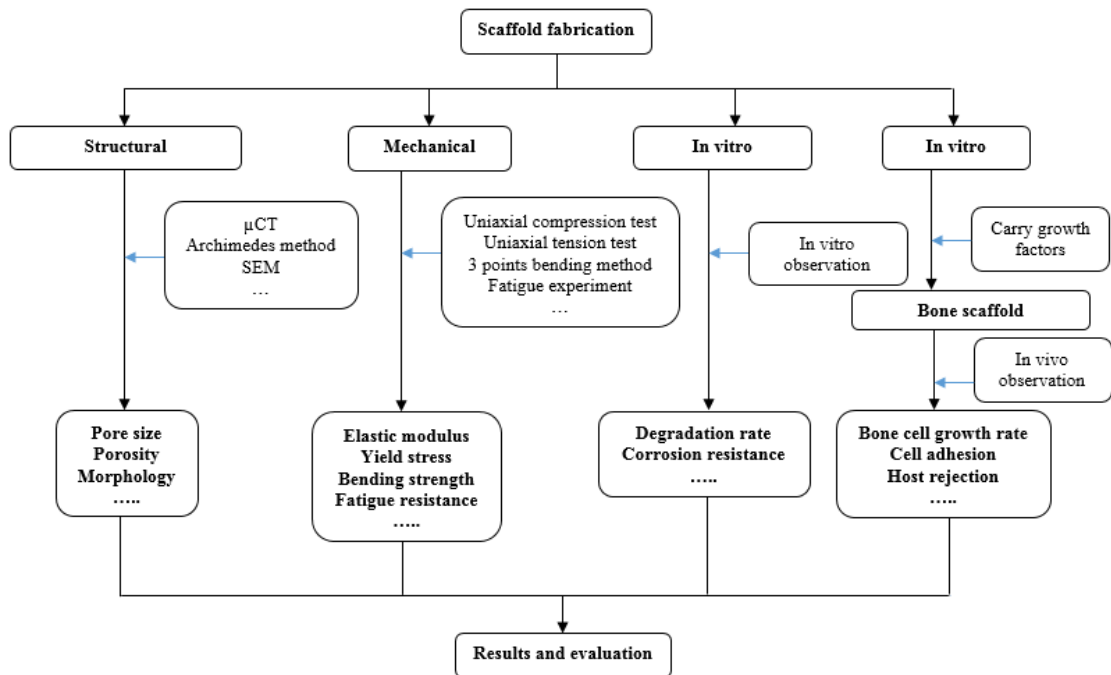 Scaffold fabrication
Structural
Mechanical
In vitro
In vitro
µCT
Archimedes method
SEM
…
Uniaxial compression test
Uniaxial tension test
3 points bending method
Fatigue experiment
…
In vitro
observation
Carry growth
factors
Bone scaffold
In vivo
observation
Pore size
Porosity
Morphology
…..
Elastic modulus
Yield stress
Bending strength
Fatigue resistance
…..
Degradation rate
Corrosion resistance
…..
Bone cell growth rate
Cell adhesion
Host rejection
…..
Results and evaluation